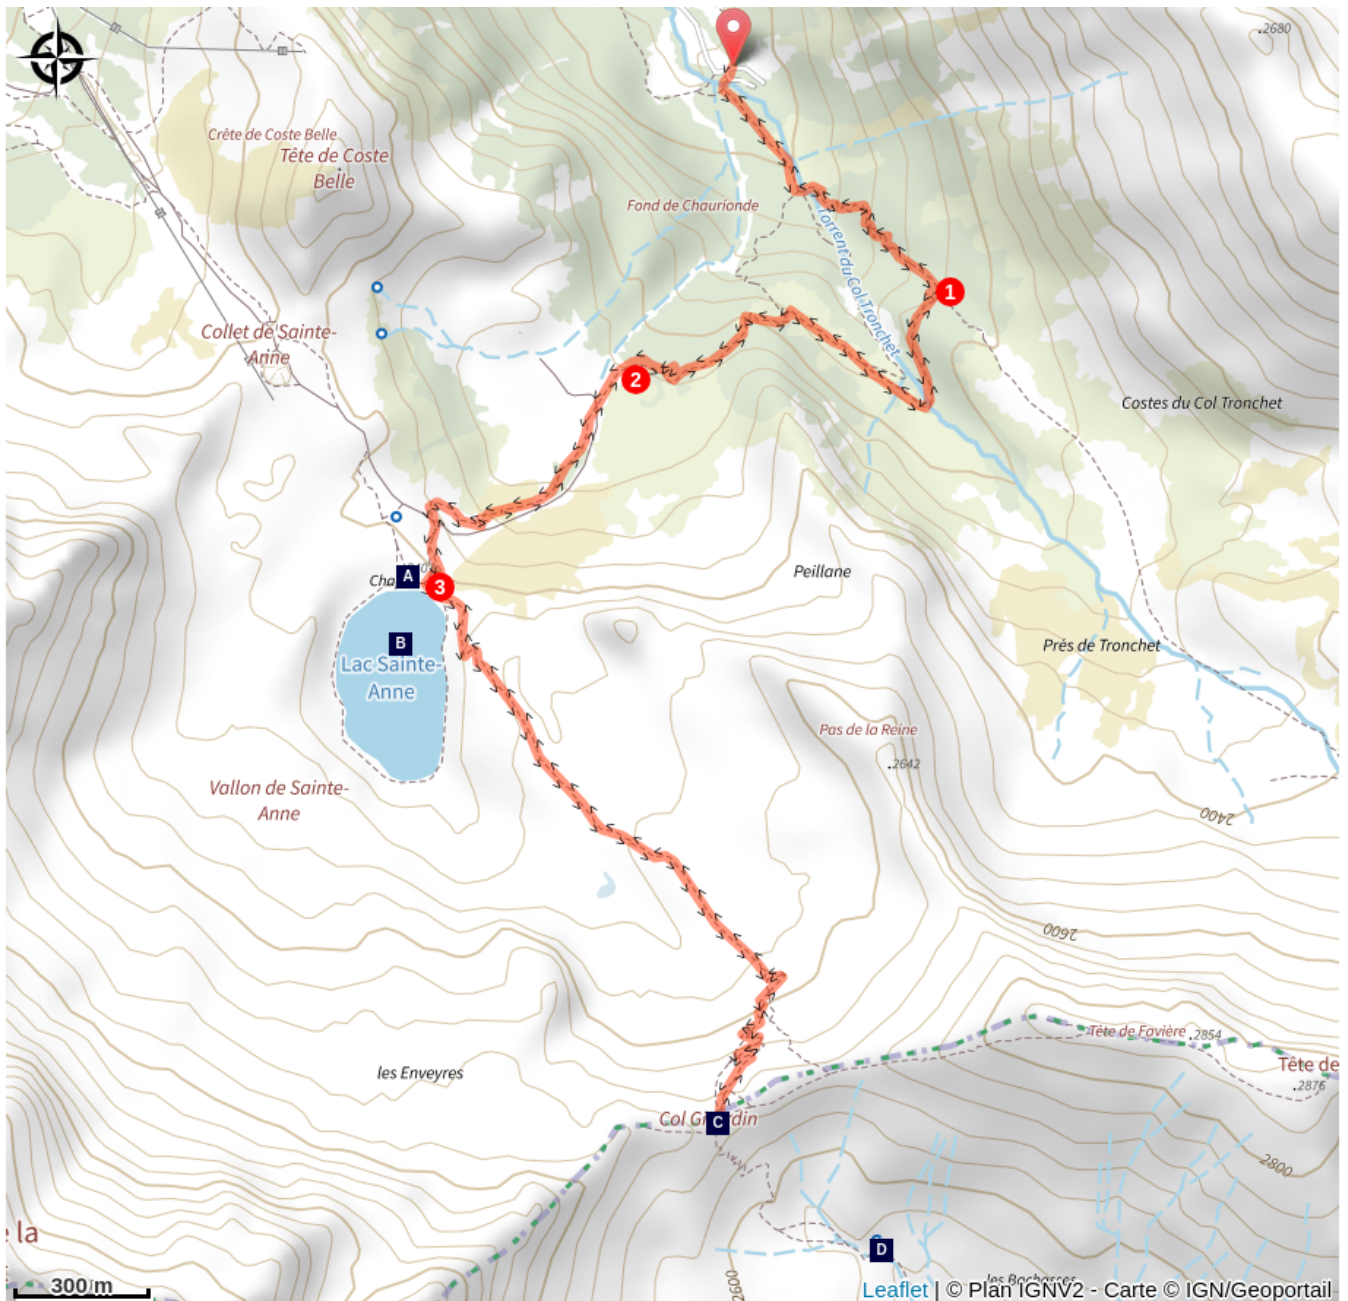 2680
Crête de Coste Belle
Tête de Coste
Belle
Fond de Chaurionde
Torrent du Col Tronchet
1
Collet de Sainte-
Anne
2
Costes du Col Tronchet
A
3
Peillane
B
Lac Sainte-
Anne
Prés de Tronchet
Pas de la Reine
2642
Vallon de Sainte-
Anne
2400
2600
Tête de Favière
2854
Tête de
2876
les Enveyres
C
2800
la
D
2600
300 m
Leaflet | © Plan IGNV2 - Carte © IGN/Geoportail